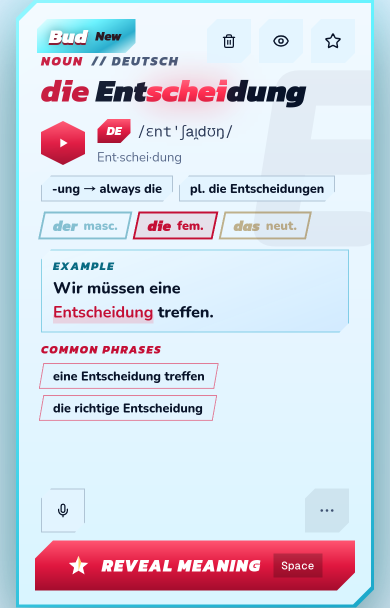 Bud New
NOUN // DEUTSCH
die Entscheidung
DE /ɛntˈʃaɪ̯dʊŋ/
Ent·schei·dung
-ung → always die pl. die Entscheidungen
der masc. die fem. das neut.
EXAMPLE
Wir müssen eine
Entscheidung treffen.
COMMON PHRASES
eine Entscheidung treffen
die richtige Entscheidung
REVEAL MEANING Space